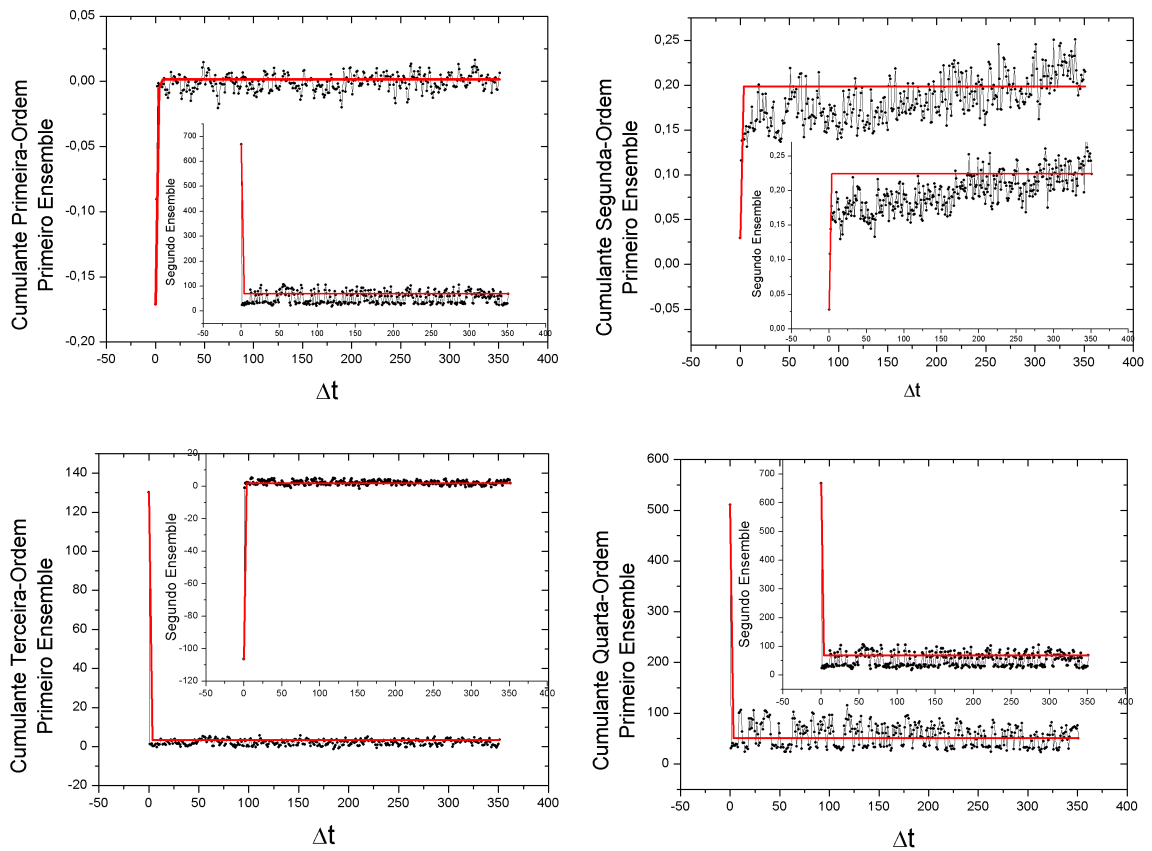 0,05
0,00
-0,05
-0,10
-0,15
-0,20
-50 0 50 100 150 200 250 300 350 400
Cumulante Primeira-Ordem
Primeiro Ensemble
Δt
700
600
500
400
300
200
100
0
-50 0 50 100 150 200 250 300 350 400
Segundo Ensemble
0,25
0,20
0,15
0,10
0,05
0,00
-0,05
-50 0 50 100 150 200 250 300 350 400
Cumulante Segunda-Ordem
Primeiro Ensemble
Δt
0,25
0,20
0,15
0,10
0,05
0,00
-50 0 50 100 150 200 250 300 350 400
Segundo Ensemble
140
120
100
80
60
40
20
0
-20
-50 0 50 100 150 200 250 300 350 400
Cumulante Terceira-Ordem
Primeiro Ensemble
Δt
20
0
-20
-40
-60
-80
-100
-120
-50 0 50 100 150 200 250 300 350 400
Segundo Ensemble
600
500
400
300
200
100
0
-50 0 50 100 150 200 250 300 350 400
Cumulante Quarta-Ordem
Primeiro Ensemble
Δt
700
600
500
400
300
200
100
0
-50 0 50 100 150 200 250 300 350 400
Segundo Ensemble